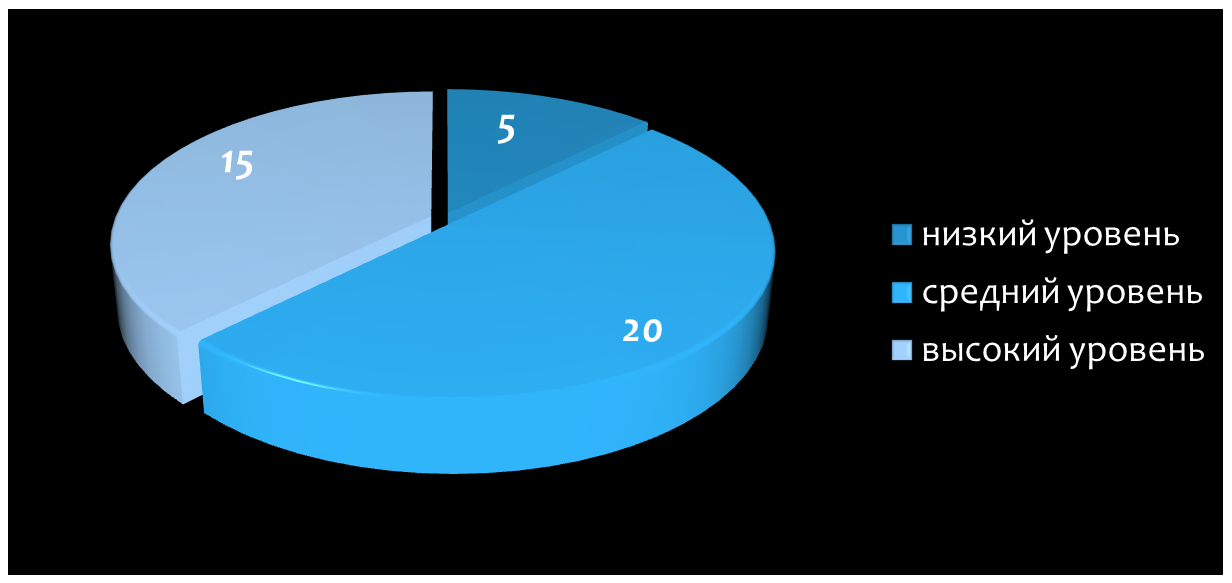 5
15
20
низкий уровень
средний уровень
высокий уровень